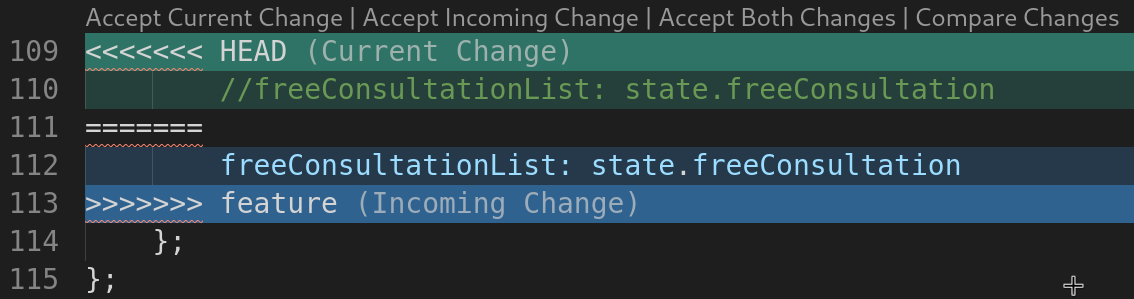 Accept Current Change | Accept Incoming Change | Accept Both Changes | Compare Changes
109 <<<<<<< HEAD (Current Change)
110         //freeConsultationList: state.freeConsultation
111 =======
112         freeConsultationList: state.freeConsultation
113 >>>>>>> feature (Incoming Change)
114     };
115 };